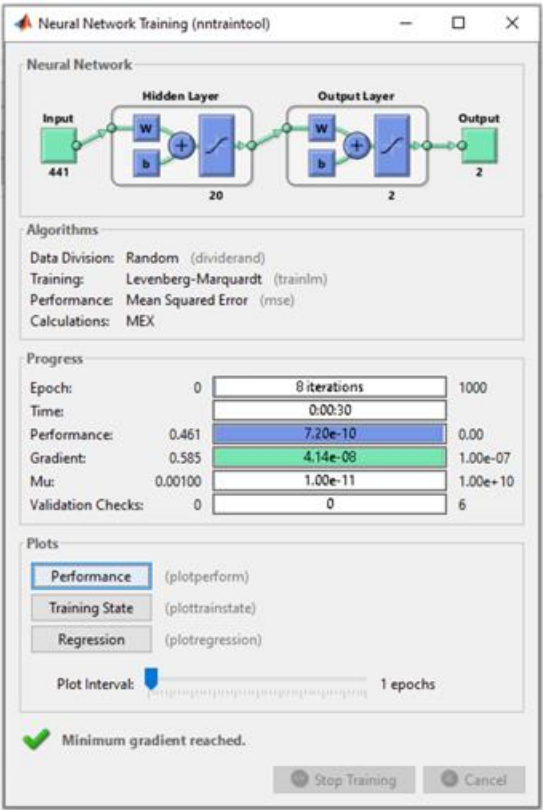 Neural Network Training (nntraintool)
Neural Network
Hidden Layer
Output Layer
Input
W
b
+
W
b
+
Output
441
20
2
2
Algorithms
Data Division: Random (dividerand)
Training: Levenberg-Marquardt (trainlm)
Performance: Mean Squared Error (mse)
Calculations: MEX
Progress
Epoch: 0 8 iterations 1000
Time: 0:00:30
Performance: 0.461 7.20e-10 0.00
Gradient: 0.585 4.14e-08 1.00e-07
Mu: 0.00100 1.00e-11 1.00e+10
Validation Checks: 0 0 6
Plots
Performance (plotperform)
Training State (plottrainstate)
Regression (plotregression)
Plot Interval: 1 epochs
Minimum gradient reached.
Stop Training Cancel